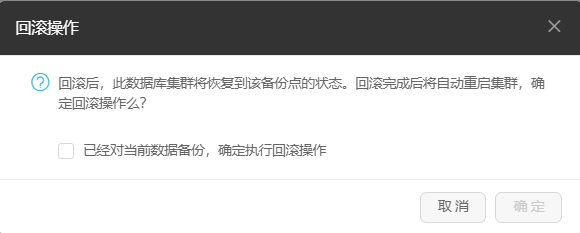 回滚操作
回滚后，此数据库集群将恢复到该备份点的状态。回滚完成后将自动重启集群，确
定回滚操作么？
已经对当前数据备份，确定执行回滚操作
取消 确定